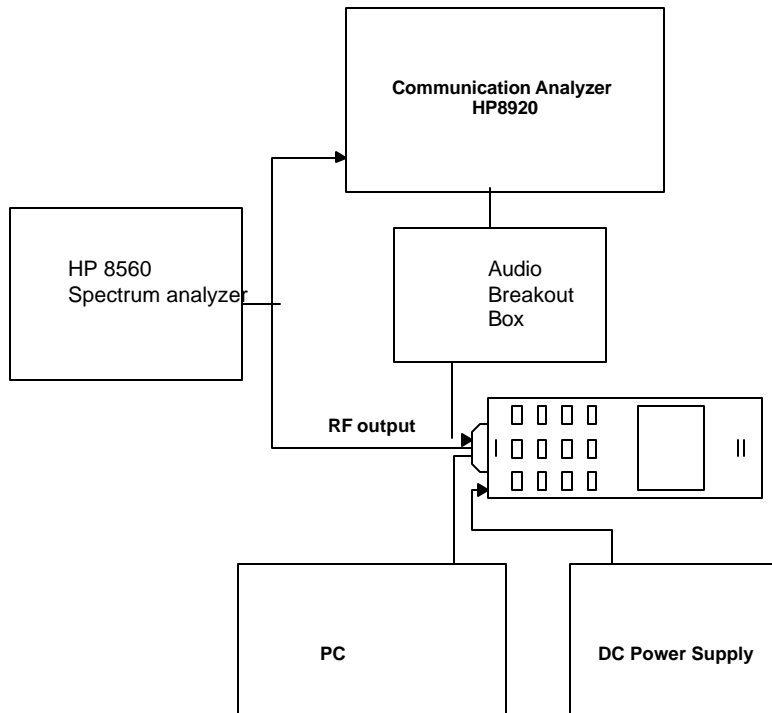 Communication Analyzer
HP8920
HP 8560
Spectrum analyzer
Audio
Breakout
Box
RF output
PC
DC Power Supply